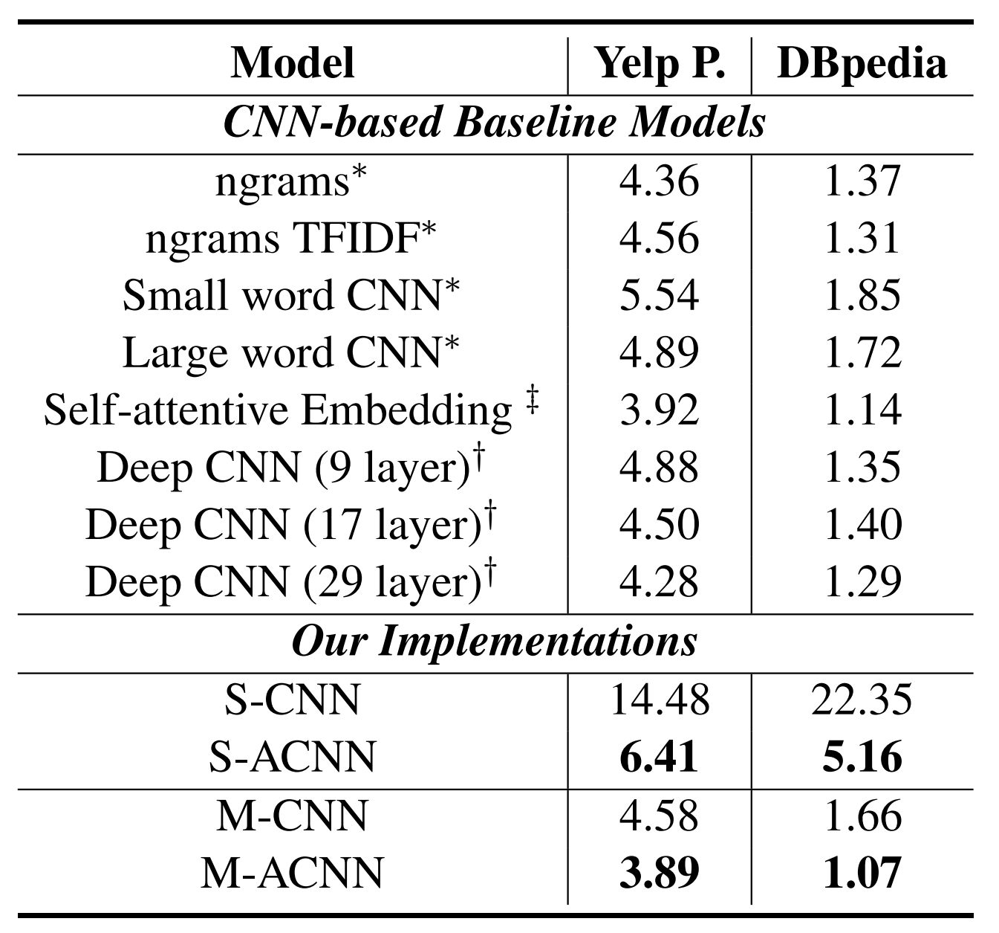 Model Yelp P. DBpedia
CNN-based Baseline Models
ngrams* 4.36 1.37
ngrams TFIDF* 4.56 1.31
Small word CNN* 5.54 1.85
Large word CNN* 4.89 1.72
Self-attentive Embedding ‡ 3.92 1.14
Deep CNN (9 layer)† 4.88 1.35
Deep CNN (17 layer)† 4.50 1.40
Deep CNN (29 layer)† 4.28 1.29
Our Implementations
S-CNN 14.48 22.35
S-ACNN 6.41 5.16
M-CNN 4.58 1.66
M-ACNN 3.89 1.07